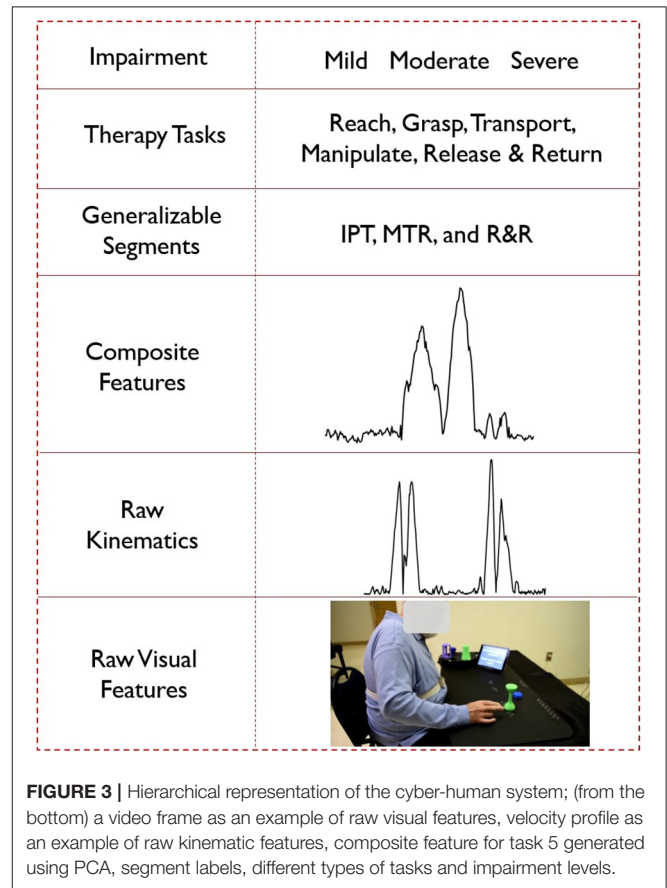 Impairment
Mild Moderate Severe
Therapy Tasks
Reach, Grasp, Transport,
Manipulate, Release & Return
Generalizable
Segments
IPT, MTR, and R&R
Composite
Features
Raw
Kinematics
Raw Visual
Features
FIGURE 3 | Hierarchical representation of the cyber-human system; (from the
bottom) a video frame as an example of raw visual features, velocity profile as
an example of raw kinematic features, composite feature for task 5 generated
using PCA, segment labels, different types of tasks and impairment levels.